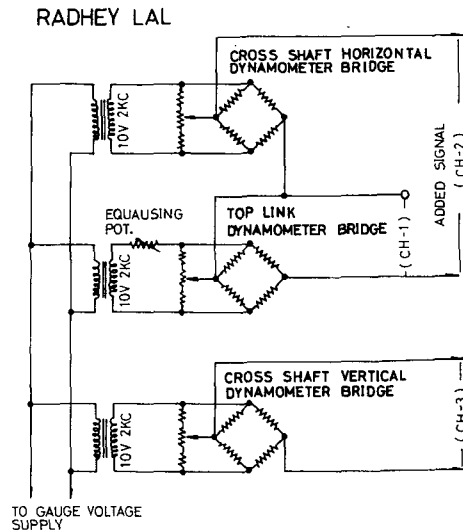 RADHEY LAL
CROSS SHAFT HORIZONTAL
DYNAMOMETER BRIDGE
10V 2KC
ADDED SIGNAL
(CH-2)
EQUALISING
POT.
TOP LINK
DYNAMOMETER BRIDGE
(CH-1)
10V 2KC
CROSS SHAFT VERTICAL
DYNAMOMETER BRIDGE
10V 2KC
(CH-3)
TO GAUGE VOLTAGE
SUPPLY